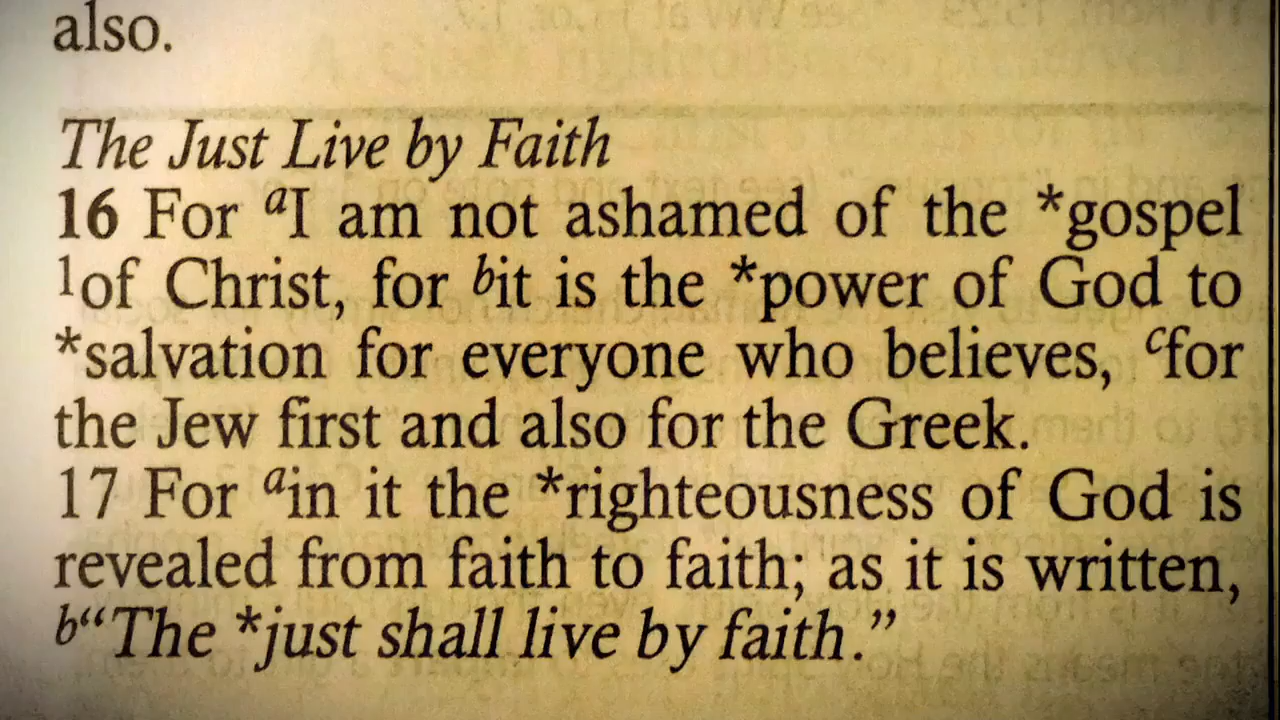 also.
The Just Live by Faith
16 For aI am not ashamed of the *gospel
1of Christ, for bit is the *power of God to
*salvation for everyone who believes, cfor
the Jew first and also for the Greek.
17 For ain it the *righteousness of God is
revealed from faith to faith; as it is written,
b“The *just shall live by faith.”